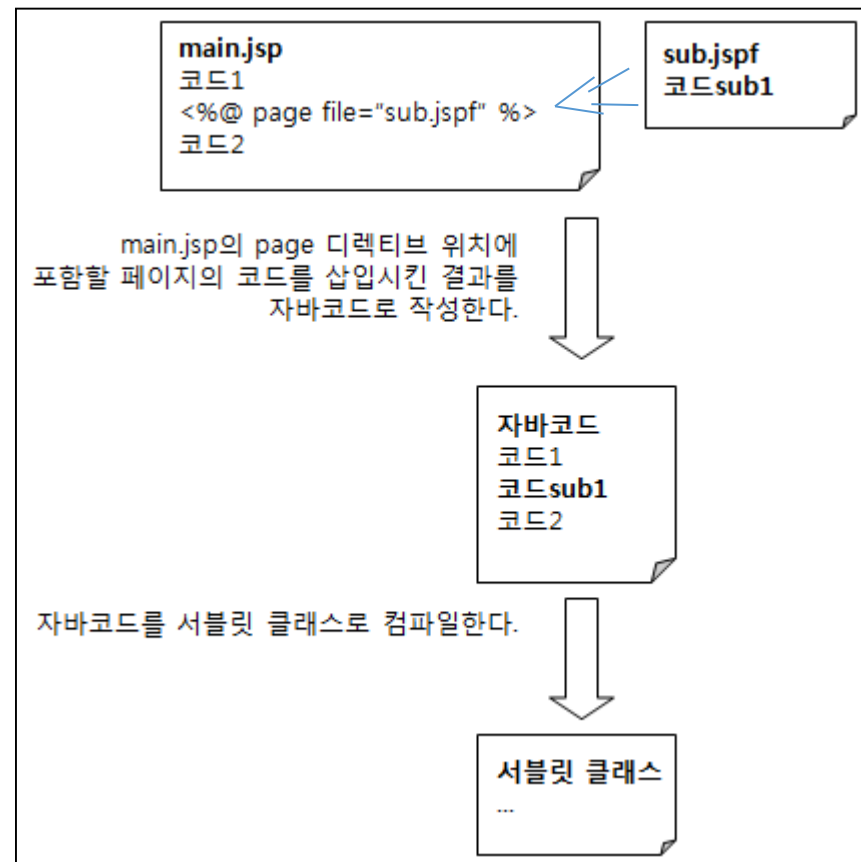 main.jsp
코드1
<%@ page file="sub.jspf" %>
코드2
sub.jspf
코드sub1
main.jsp의 page 디렉티브 위치에
포함할 페이지의 코드를 삽입시킨 결과를
자바코드로 작성한다.
자바코드
코드1
코드sub1
코드2
자바코드를 서블릿 클래스로 컴파일한다.
서블릿 클래스
...